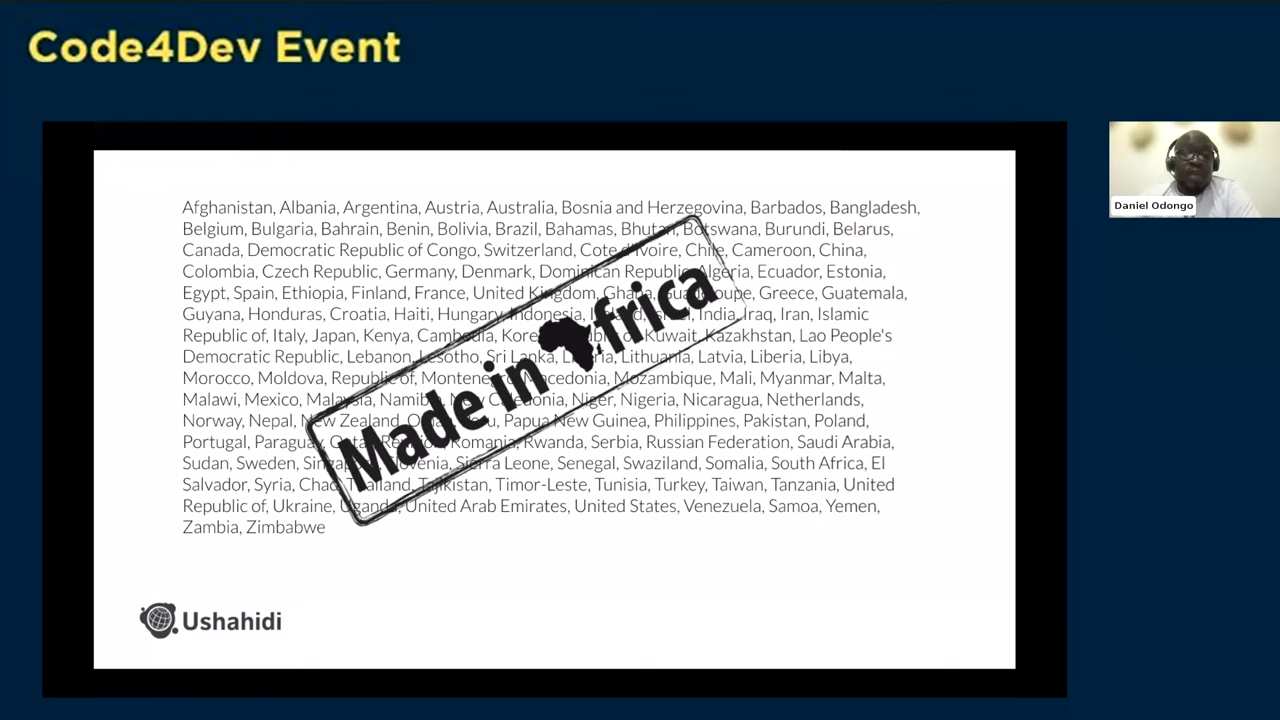 Code4Dev Event
Afghanistan, Albania, Argentina, Austria, Australia, Bosnia and Herzegovina, Barbados, Bangladesh,
Belgium, Bulgaria, Bahrain, Benin, Bolivia, Brazil, Bahamas, Bhutan, Botswana, Burundi, Belarus,
Canada, Democratic Republic of Congo, Switzerland, Cote d'Ivoire, Chile, Cameroon, China,
Colombia, Czech Republic, Germany, Denmark, Dominican Republic, Algeria, Ecuador, Estonia,
Egypt, Spain, Ethiopia, Finland, France, United Kingdom, Ghana, Guadeloupe, Greece, Guatemala,
Guyana, Honduras, Croatia, Haiti, Hungary, Indonesia, India, Iraq, Iran, Islamic
Republic of, Italy, Japan, Kenya, Cambodia, Kuwait, Kazakhstan, Lao People's
Democratic Republic, Lebanon, Lesotho, Sri Lanka, Lithuania, Latvia, Liberia, Libya,
Morocco, Moldova, Republic of, Montenegro, Macedonia, Mozambique, Mali, Myanmar, Malta,
Malawi, Mexico, Malaysia, Namibia, New Caledonia, Niger, Nigeria, Nicaragua, Netherlands,
Norway, Nepal, New Zealand, Papua New Guinea, Philippines, Pakistan, Poland,
Portugal, Paraguay, Romania, Rwanda, Serbia, Russian Federation, Saudi Arabia,
Sudan, Sweden, Singapore, Slovenia, Sierra Leone, Senegal, Swaziland, Somalia, South Africa, El
Salvador, Syria, Chad, Thailand, Tajikistan, Timor-Leste, Tunisia, Turkey, Taiwan, Tanzania, United
Republic of, Ukraine, Uganda, United Arab Emirates, United States, Venezuela, Samoa, Yemen,
Zambia, Zimbabwe
Made in frica
Ushahidi
Daniel Odongo